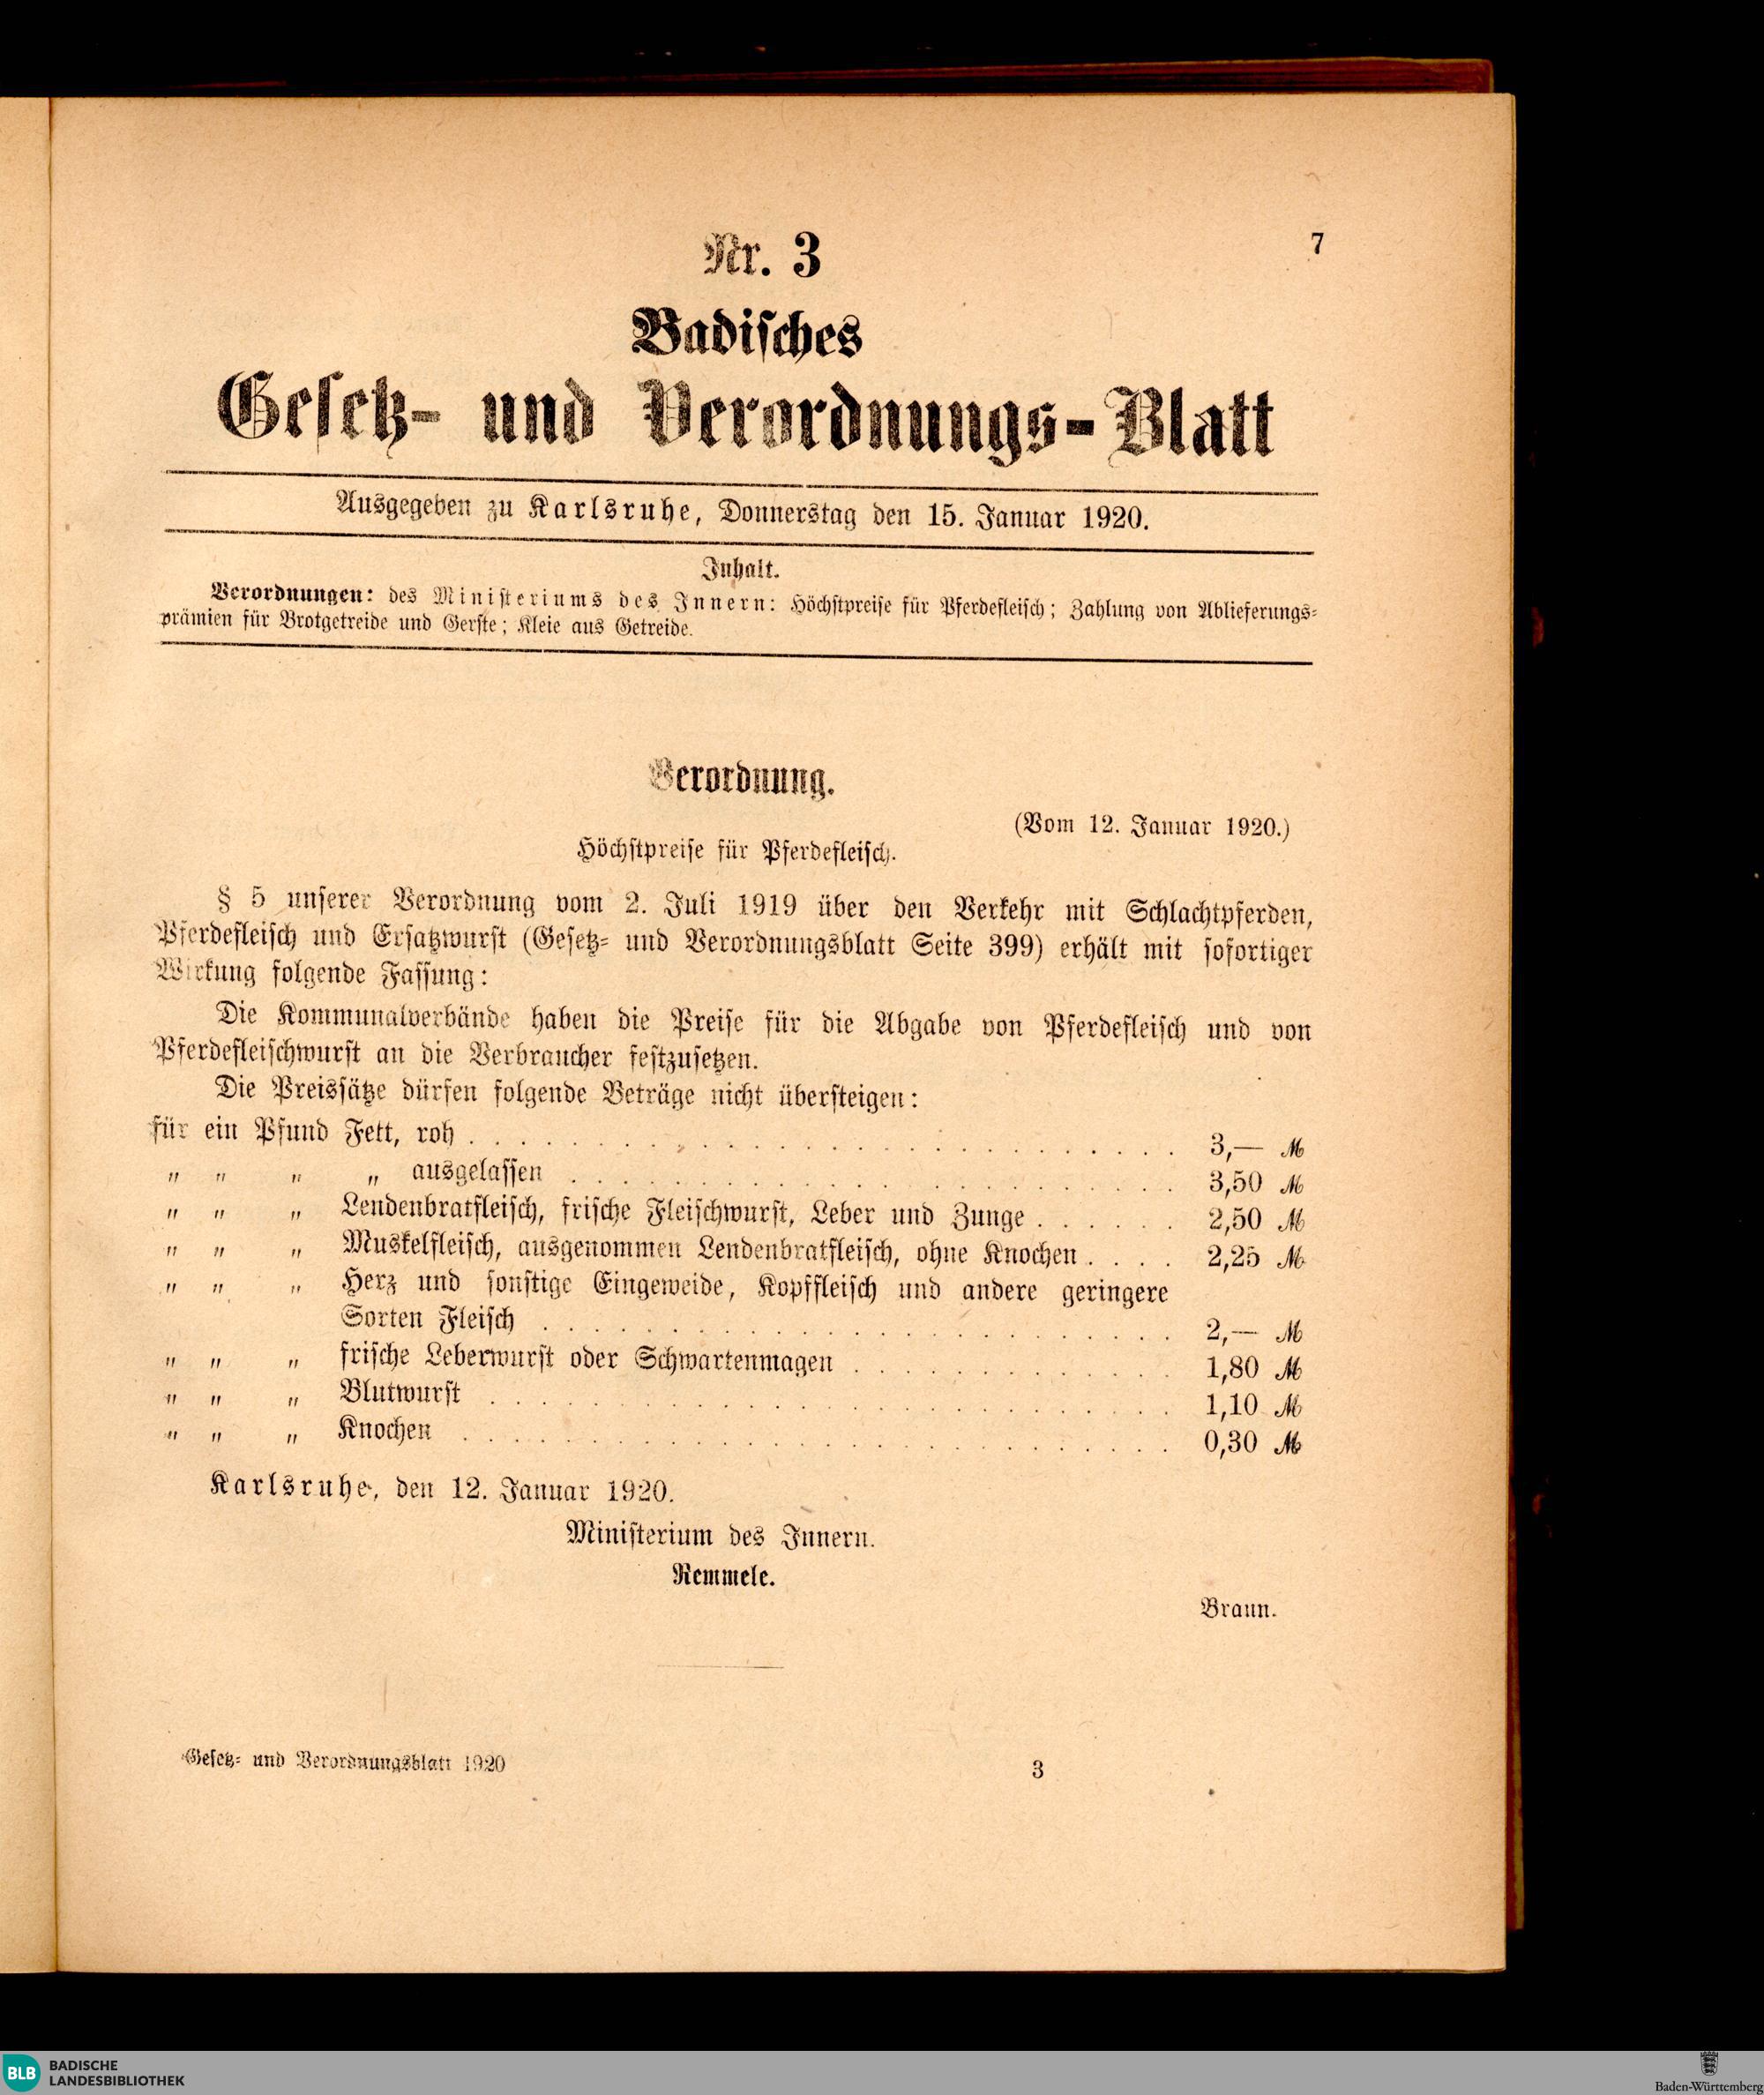 7
Nr. 3
Badisches
Gesetz- und Verordnungs-Blatt
Ausgegeben zu Karlsruhe, Donnerstag den 15. Januar 1920.
Inhalt.
Verordnungen: des Ministeriums des Innern: Höchstpreise für Pferdefleisch; Zahlung von Ablieferungs-
prämien für Brotgetreide und Gerste; Kleie aus Getreide.
Verordnung.
(Vom 12. Januar 1920.)
Höchstpreise für Pferdefleisch.
§ 5 unserer Verordnung vom 2. Juli 1919 über den Verkehr mit Schlachtpferden,
Pferdefleisch und Ersatzwurst (Gesetz- und Verordnungsblatt Seite 399) erhält mit sofortiger
Wirkung folgende Fassung:
Die Kommunalverbände haben die Preise für die Abgabe von Pferdefleisch und von
Pferdefleischwurst an die Verbraucher festzusetzen.
Die Preissätze dürfen folgende Beträge nicht übersteigen:
für ein Pfund Fett, roh . . . . . . . . . . . . . . . . . . . . . . . . . . . . 3,— ℳ
„ „ „ „ ausgelassen . . . . . . . . . . . . . . . . . . . . . . . . 3,50 ℳ
„ „ „ Lendenbratfleisch, frische Fleischwurst, Leber und Zunge . . . . . . 2,50 ℳ
„ „ „ Muskelfleisch, ausgenommen Lendenbratfleisch, ohne Knochen . . . . 2,25 ℳ
„ „ „ Herz und sonstige Eingeweide, Kopffleisch und andere geringere
Sorten Fleisch . . . . . . . . . . . . . . . . . . . . . . . . . 2,— ℳ
„ „ „ frische Leberwurst oder Schwartenmagen . . . . . . . . . . . . . 1,80 ℳ
„ „ „ Blutwurst . . . . . . . . . . . . . . . . . . . . . . . . . . . 1,10 ℳ
„ „ „ Knochen . . . . . . . . . . . . . . . . . . . . . . . . . . . . 0,30 ℳ
Karlsruhe, den 12. Januar 1920.
Ministerium des Innern.
Remmele.
Braun.
Gesetz- und Verordnungsblatt 1920
3
BLB
BADISCHE
LANDESBIBLIOTHEK
Baden-Württemberg